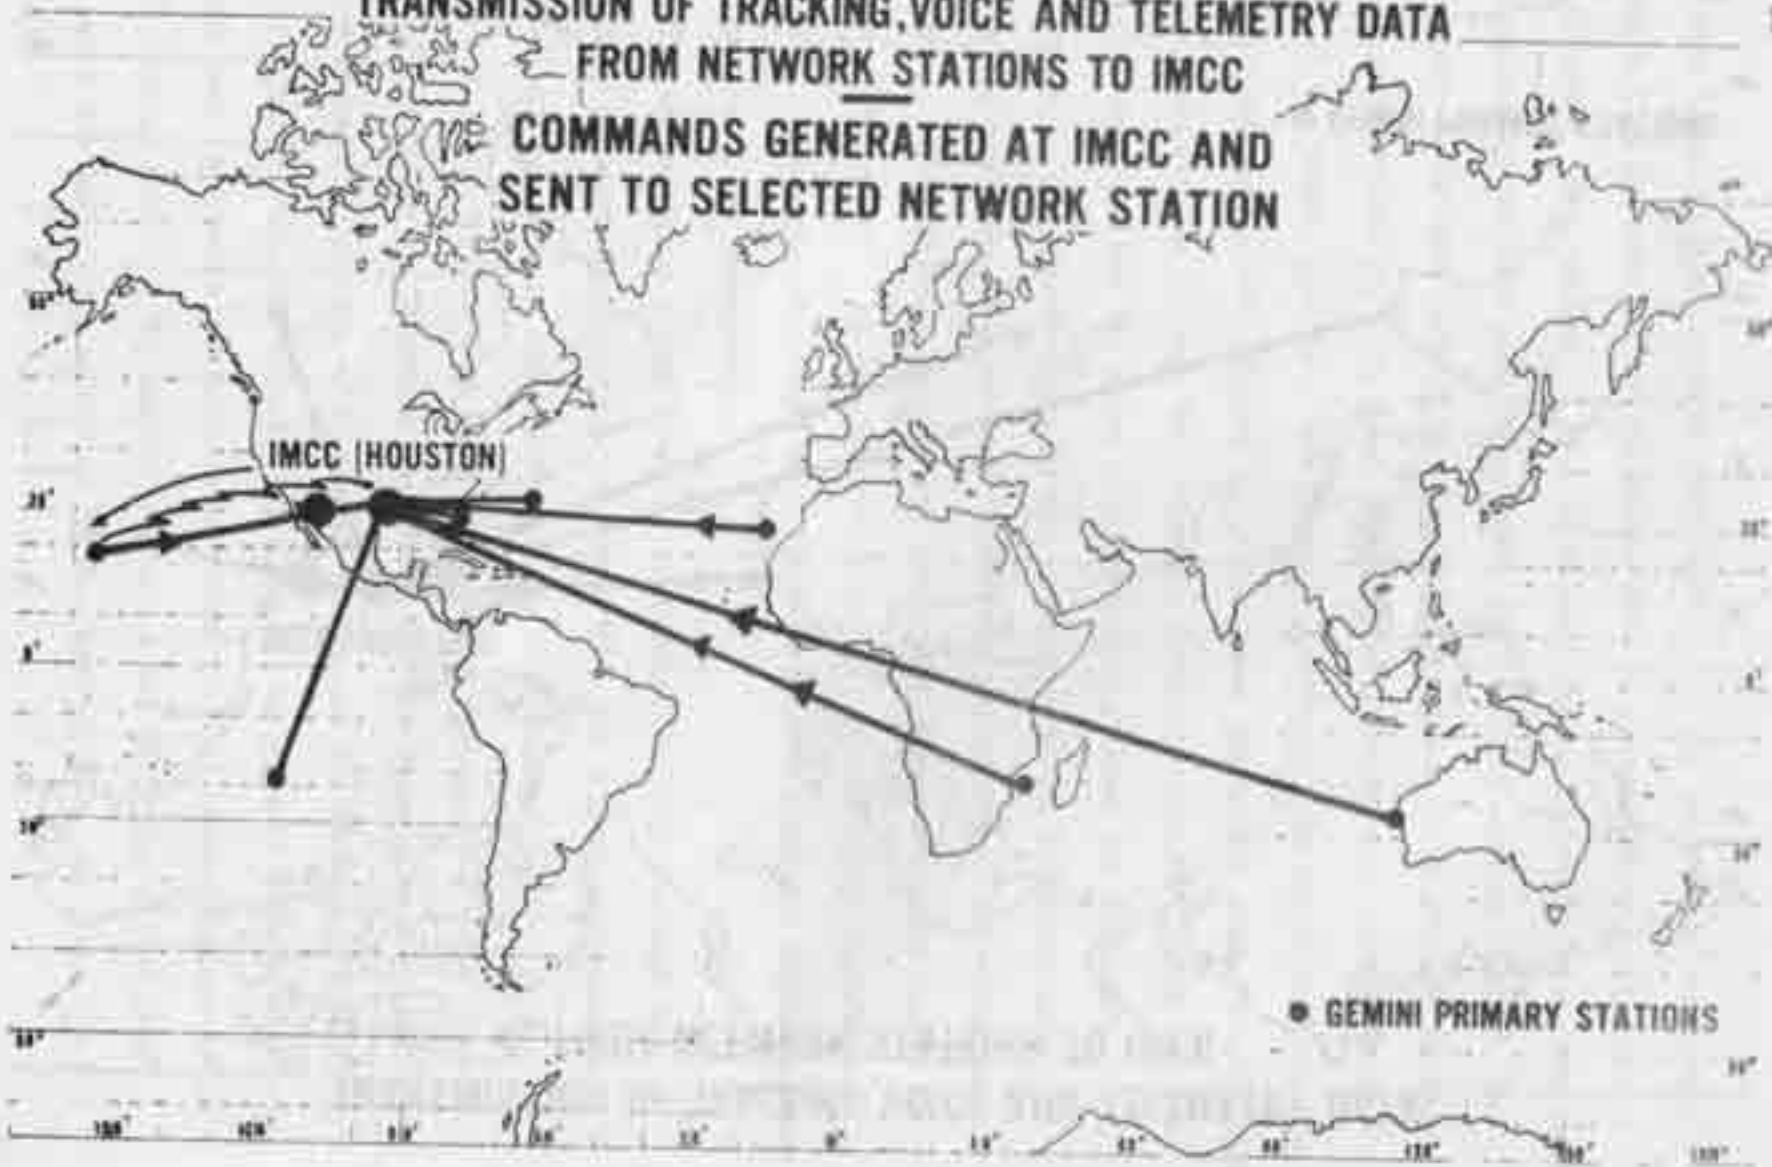 TRANSMISSION OF TRACKING, VOICE AND TELEMETRY DATA
FROM NETWORK STATIONS TO IMCC
COMMANDS GENERATED AT IMCC AND
SENT TO SELECTED NETWORK STATION
IMCC (HOUSTON)
GEMINI PRIMARY STATIONS